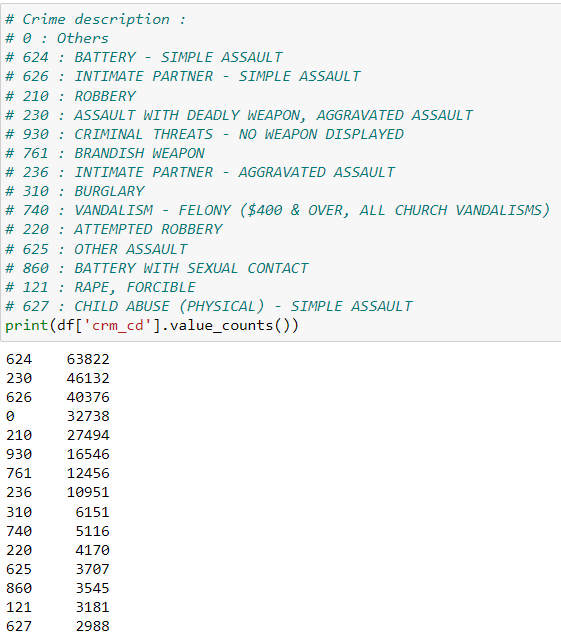 # Crime description :
# 0 : Others
# 624 : BATTERY - SIMPLE ASSAULT
# 626 : INTIMATE PARTNER - SIMPLE ASSAULT
# 210 : ROBBERY
# 230 : ASSAULT WITH DEADLY WEAPON, AGGRAVATED ASSAULT
# 930 : CRIMINAL THREATS - NO WEAPON DISPLAYED
# 761 : BRANDISH WEAPON
# 236 : INTIMATE PARTNER - AGGRAVATED ASSAULT
# 310 : BURGLARY
# 740 : VANDALISM - FELONY ($400 & OVER, ALL CHURCH VANDALISMS)
# 220 : ATTEMPTED ROBBERY
# 625 : OTHER ASSAULT
# 860 : BATTERY WITH SEXUAL CONTACT
# 121 : RAPE, FORCIBLE
# 627 : CHILD ABUSE (PHYSICAL) - SIMPLE ASSAULT
print(df['crm_cd'].value_counts())
624 63822
230 46132
626 40376
0 32738
210 27494
930 16546
761 12456
236 10951
310 6151
740 5116
220 4170
625 3707
860 3545
121 3181
627 2988